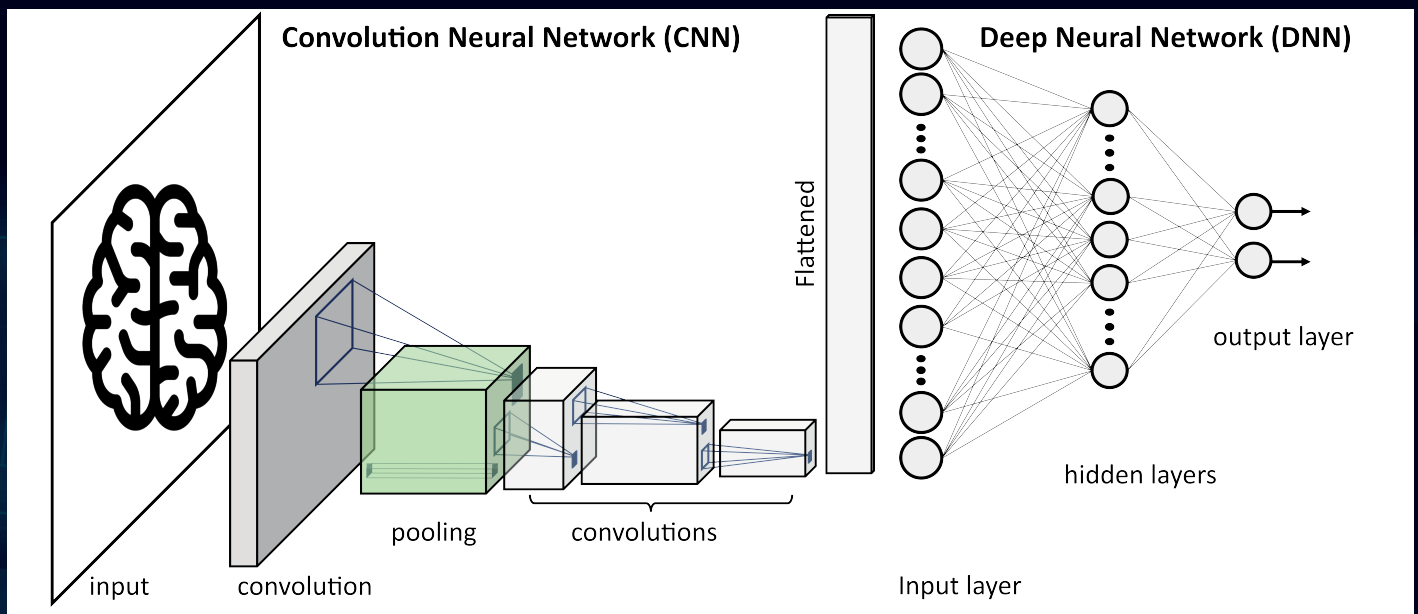 Convolution Neural Network (CNN)
Deep Neural Network (DNN)
Flattened
output layer
hidden layers
pooling
convolutions
input
convolution
Input layer